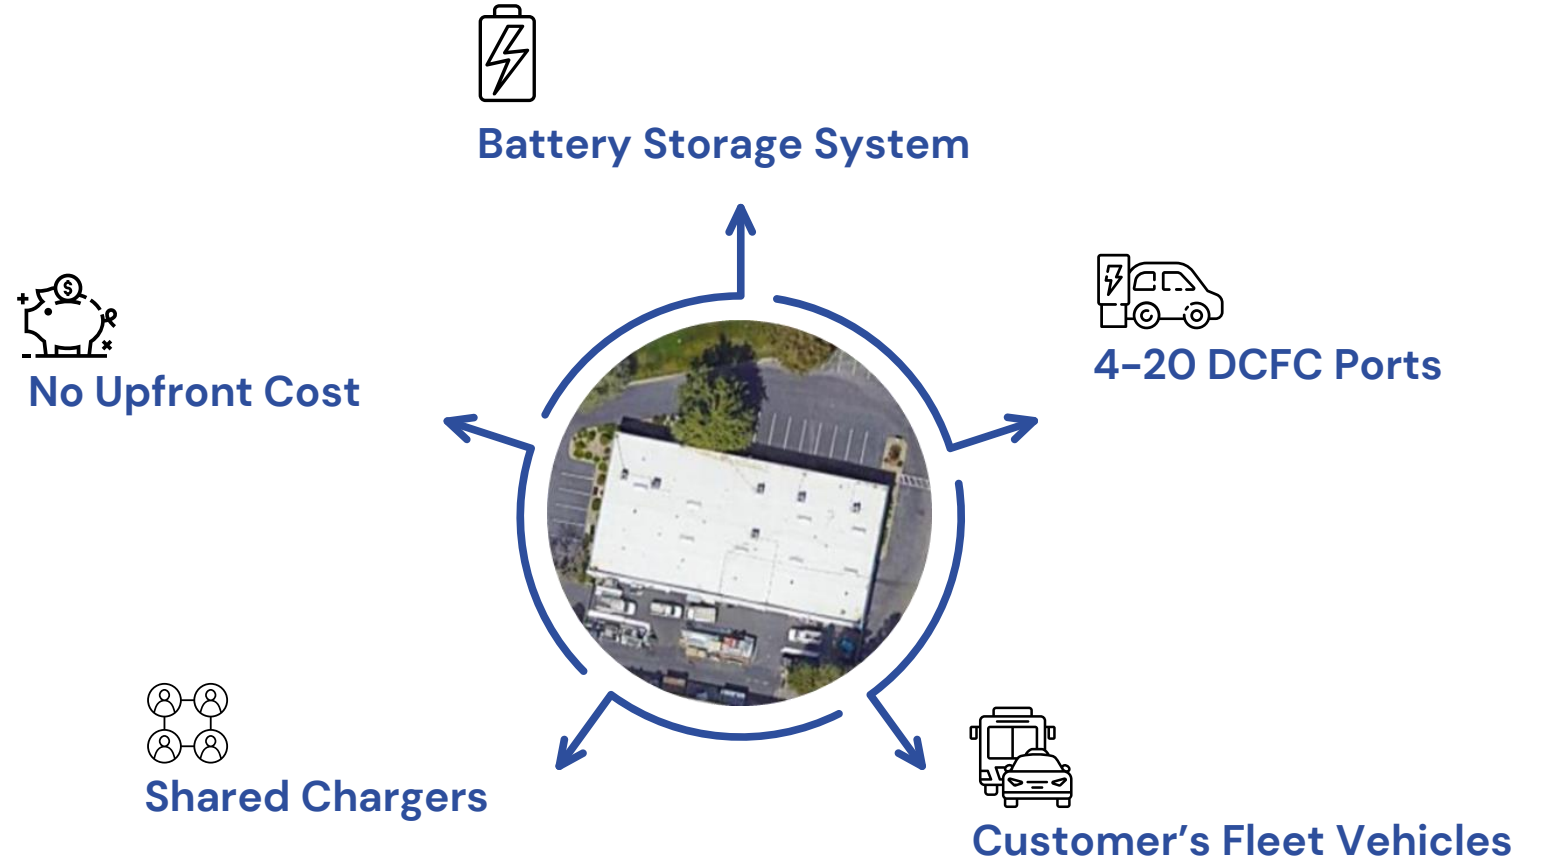 Battery Storage System
No Upfront Cost
4-20 DCFC Ports
Shared Chargers
Customer’s Fleet Vehicles